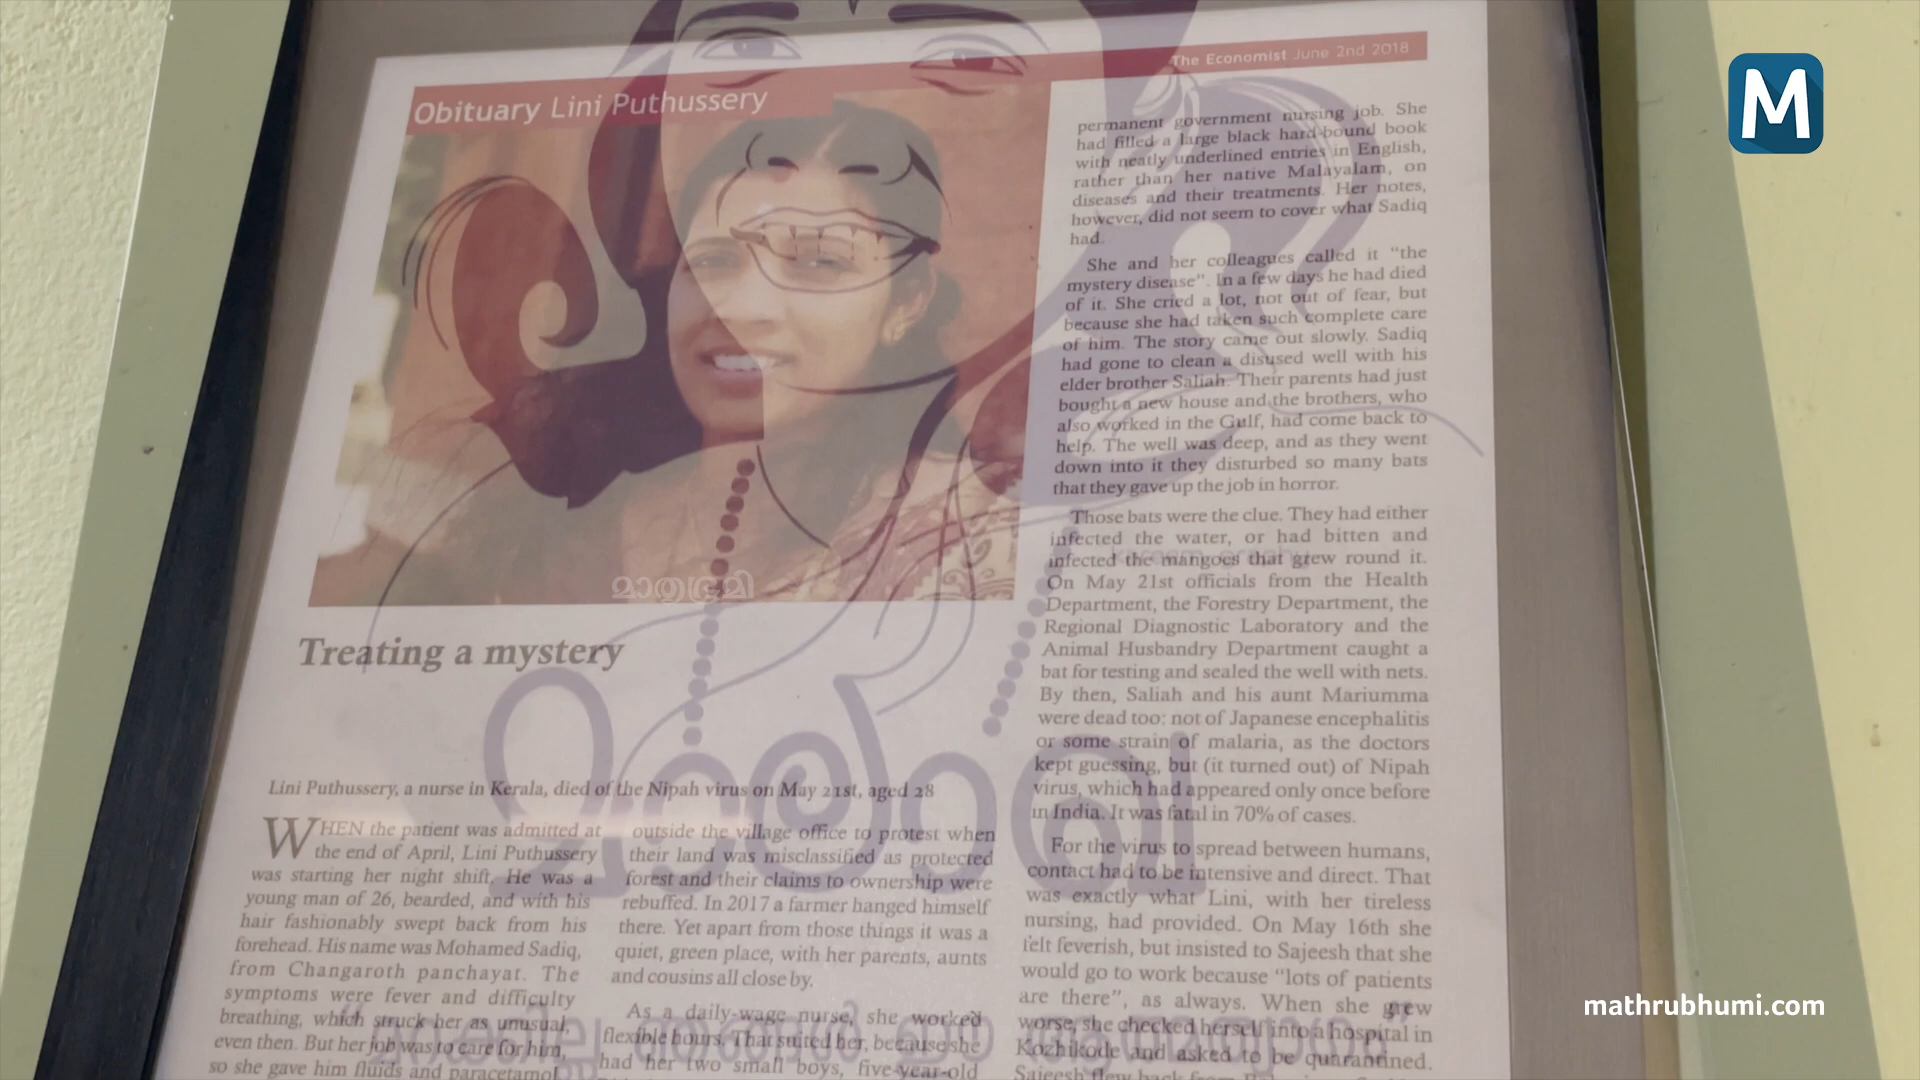 The Economist June 2nd 2018
Obituary Lini Puthussery
M
മാതൃഭൂമി
Treating a mystery
Lini Puthussery, a nurse in Kerala, died of the Nipah virus on May 21st, aged 28
WHEN the patient was admitted at
the end of April, Lini Puthussery
was starting her night shift. He was a
young man of 26, bearded, and with his
hair fashionably swept back from his
forehead. His name was Mohamed Sadiq,
from Changaroth panchayat. The
symptoms were fever and difficulty
breathing, which struck her as unusual,
even then. But her job was to care for him,
so she gave him fluids and paracetamol
outside the village office to protest when
their land was misclassified as protected
forest and their claims to ownership were
rebuffed. In 2017 a farmer hanged himself
there. Yet apart from those things it was a
quiet, green place, with her parents, aunts
and cousins all close by.
As a daily-wage nurse, she worked
flexible hours. That suited her, because she
had her two small boys, five-year-old
permanent government nursing job. She
had filled a large black hard-bound book
with neatly underlined entries in English,
rather than her native Malayalam, on
diseases and their treatments. Her notes,
however, did not seem to cover what Sadiq
had.
She and her colleagues called it “the
mystery disease”. In a few days he had died
of it. She cried a lot, not out of fear, but
because she had taken such complete care
of him. The story came out slowly. Sadiq
had gone to clean a disused well with his
elder brother Saliah. Their parents had just
bought a new house and the brothers, who
also worked in the Gulf, had come back to
help. The well was deep, and as they went
down into it they disturbed so many bats
that they gave up the job in horror.
Those bats were the clue. They had either
infected the water, or had bitten and
infected the mangoes that grew round it.
On May 21st officials from the Health
Department, the Forestry Department, the
Regional Diagnostic Laboratory and the
Animal Husbandry Department caught a
bat for testing and sealed the well with nets.
By then, Saliah and his aunt Mariumma
were dead too: not of Japanese encephalitis
or some strain of malaria, as the doctors
kept guessing, but (it turned out) of Nipah
virus, which had appeared only once before
in India. It was fatal in 70% of cases.
For the virus to spread between humans,
contact had to be intensive and direct. That
was exactly what Lini, with her tireless
nursing, had provided. On May 16th she
felt feverish, but insisted to Sajeesh that she
would go to work because “lots of patients
are there”, as always. When she grew
worse, she checked herself into a hospital in
Kozhikode and asked to be quarantined.
Sajeesh flew back from
mathrubhumi.com